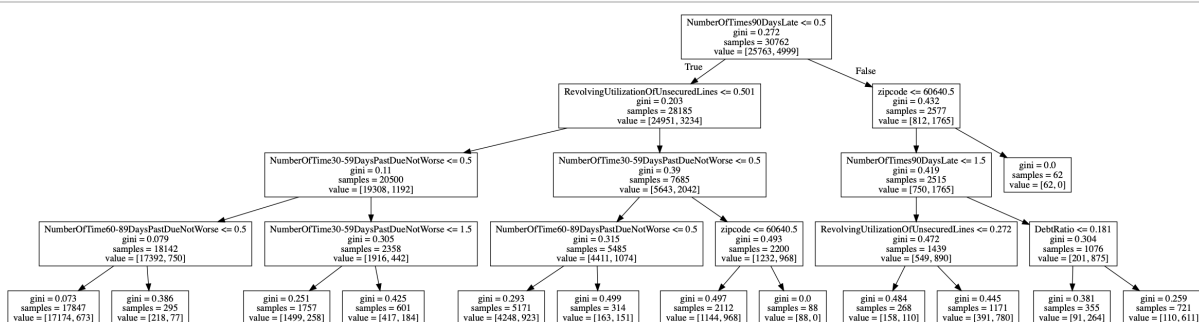 NumberOfTimes90DaysLate <= 0.5
gini = 0.272
samples = 30762
value = [25763, 4999]
True
False
RevolvingUtilizationOfUnsecuredLines <= 0.501
gini = 0.203
samples = 28185
value = [24951, 3234]
zipcode <= 60640.5
gini = 0.432
samples = 2577
value = [812, 1765]
NumberOfTime30-59DaysPastDueNotWorse <= 0.5
gini = 0.11
samples = 20500
value = [19308, 1192]
NumberOfTime30-59DaysPastDueNotWorse <= 0.5
gini = 0.39
samples = 7685
value = [5643, 2042]
NumberOfTimes90DaysLate <= 1.5
gini = 0.419
samples = 2515
value = [750, 1765]
gini = 0.0
samples = 62
value = [62, 0]
NumberOfTime60-89DaysPastDueNotWorse <= 0.5
gini = 0.079
samples = 18142
value = [17392, 750]
NumberOfTime30-59DaysPastDueNotWorse <= 1.5
gini = 0.305
samples = 2358
value = [1916, 442]
NumberOfTime60-89DaysPastDueNotWorse <= 0.5
gini = 0.315
samples = 5485
value = [4411, 1074]
zipcode <= 60640.5
gini = 0.493
samples = 2200
value = [1232, 968]
RevolvingUtilizationOfUnsecuredLines <= 0.272
gini = 0.472
samples = 1439
value = [549, 890]
DebtRatio <= 0.181
gini = 0.304
samples = 1076
value = [201, 875]
gini = 0.073
samples = 17847
value = [17174, 673]
gini = 0.386
samples = 295
value = [218, 77]
gini = 0.251
samples = 1757
value = [1499, 258]
gini = 0.425
samples = 601
value = [417, 184]
gini = 0.293
samples = 5171
value = [4248, 923]
gini = 0.499
samples = 314
value = [163, 151]
gini = 0.497
samples = 2112
value = [1144, 968]
gini = 0.0
samples = 88
value = [88, 0]
gini = 0.484
samples = 268
value = [158, 110]
gini = 0.445
samples = 1171
value = [391, 780]
gini = 0.381
samples = 355
value = [91, 264]
gini = 0.259
samples = 721
value = [110, 611]